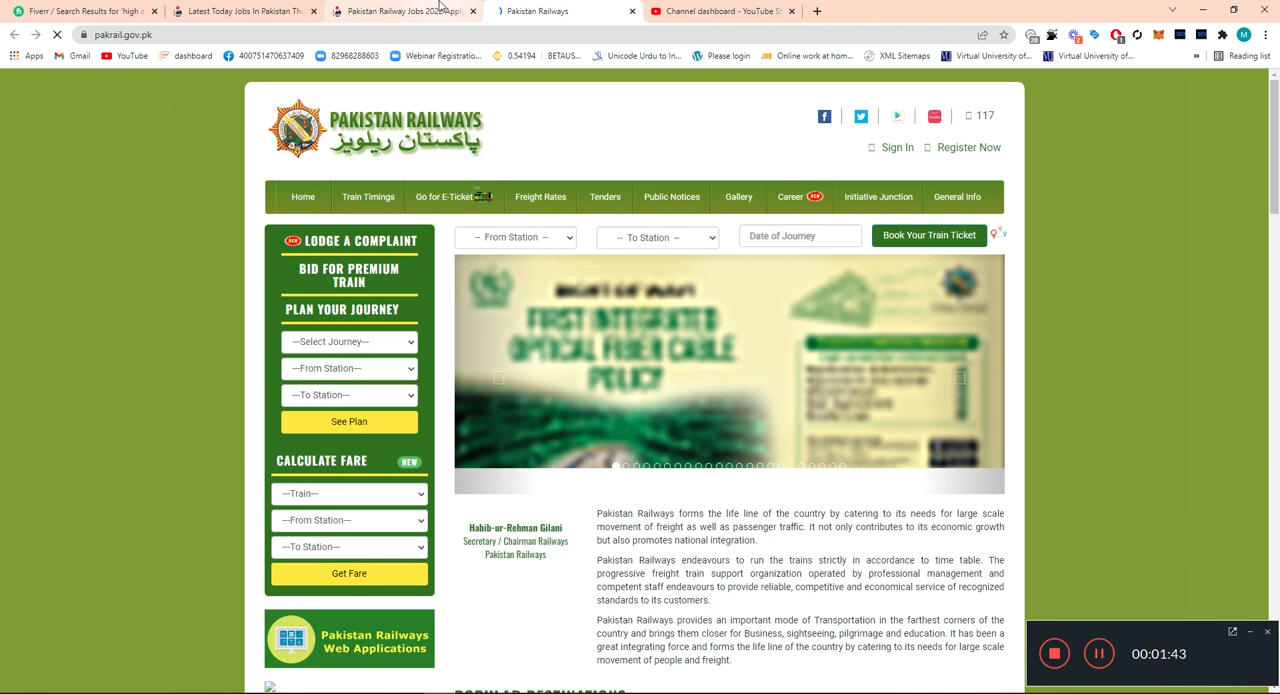 Fiverr / Search Results for 'high a
Latest Today Jobs In Pakistan Th
Pakistan Railway Jobs 202 Apply
Pakistan Railways
Channel dashboard - YouTube S
pakrail.gov.pk
Apps
Gmail
YouTube
dashboard
400751470637409
82968288603
Webinar Registratio...
0.54194 | BETAUS...
Unicode Urdu to In...
Please login
Online work at hom...
XML Sitemaps
Virtual University of...
Virtual University of...
»
Reading list
PAKISTAN RAILWAYS
پاکستان ریلویز
117
Sign In
Register Now
Home
Train Timings
Go for E-Ticket
Freight Rates
Tenders
Public Notices
Gallery
Career NEW
Initiative Junction
General Info
NEW LODGE A COMPLAINT
BID FOR PREMIUM
TRAIN
PLAN YOUR JOURNEY
---Select Journey---
---From Station---
---To Station---
See Plan
CALCULATE FARE NEW
---Train---
---From Station---
---To Station---
Get Fare
Pakistan Railways
Web Applications
-- From Station --
-- To Station --
Date of Journey
Book Your Train Ticket
FIRST INTEGRATED
OPTICAL FIBER CABLE
POLICY
Habib-ur-Rehman Gilani
Secretary / Chairman Railways
Pakistan Railways
Pakistan Railways forms the life line of the country by catering to its needs for large scale
movement of freight as well as passenger traffic. It not only contributes to its economic growth
but also promotes national integration.
Pakistan Railways endeavours to run the trains strictly in accordance to time table. The
progressive freight train support organization operated by professional management and
competent staff endeavours to provide reliable, competitive and economical service of recognized
standards to its customers.
Pakistan Railways provides an important mode of Transportation in the farthest corners of the
country and brings them closer for Business, sightseeing, pilgrimage and education. It has been a
great integrating force and forms the life line of the country by catering to its needs for large scale
movement of people and freight.
POPULAR DESTINATIONS
00:01:43